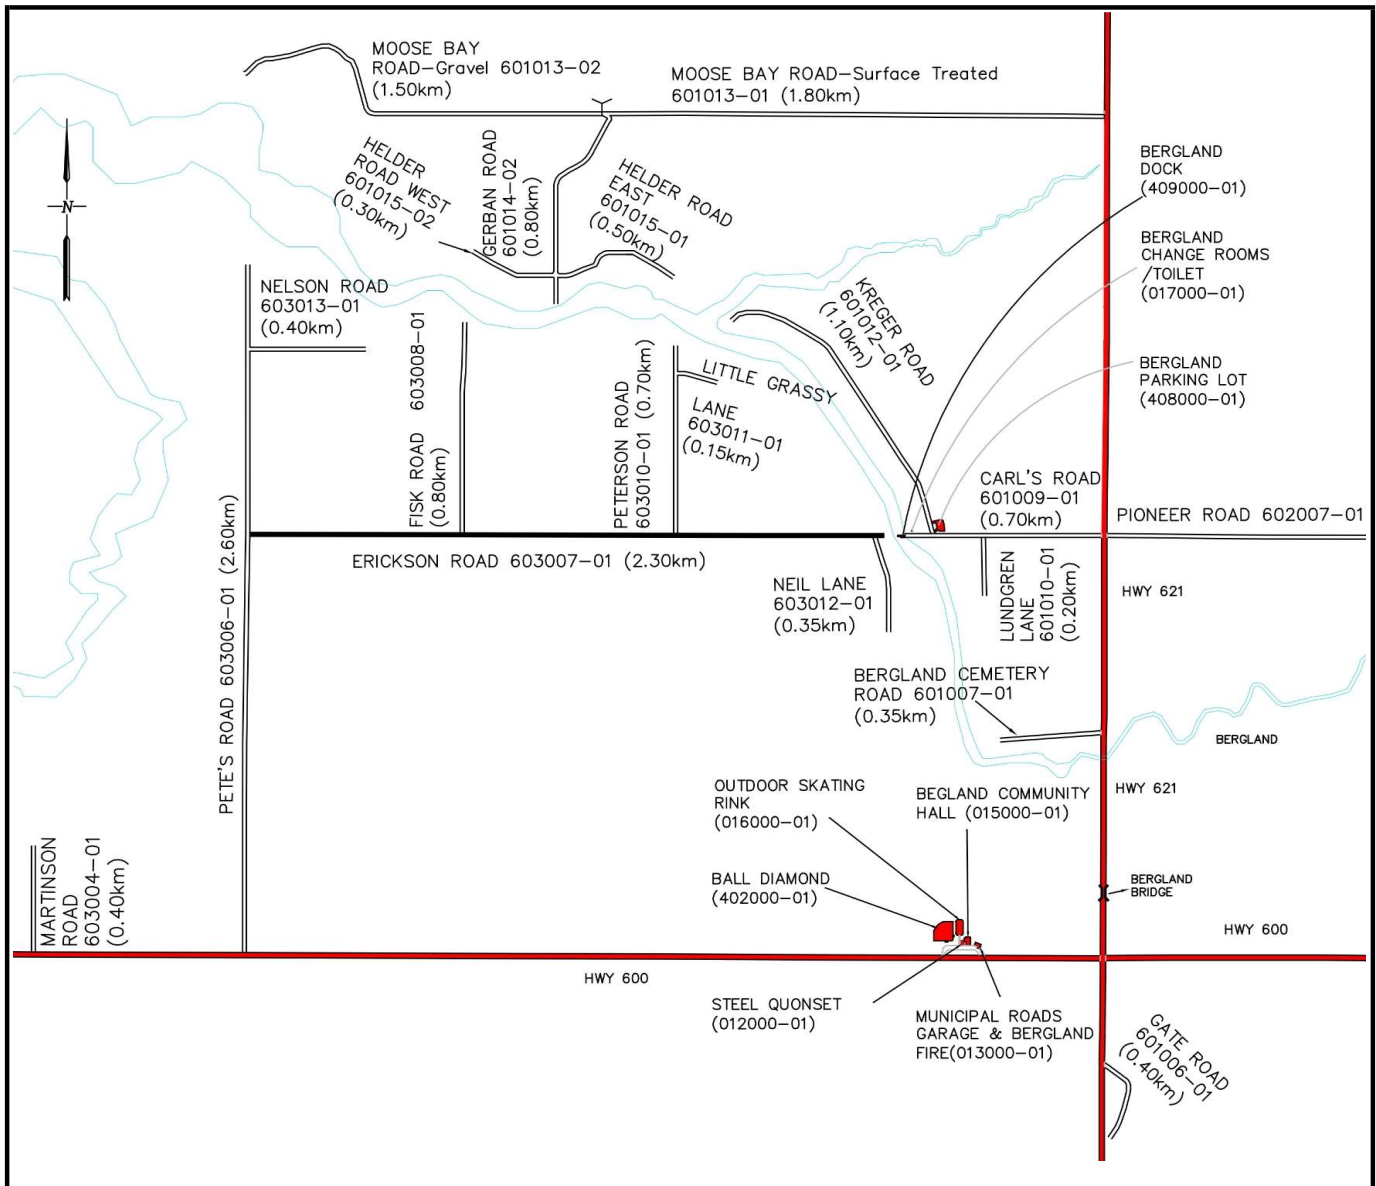 MOOSE BAY
ROAD-Gravel 601013-02
(1.50km)
MOOSE BAY ROAD-Surface Treated
601013-01 (1.80km)
BERGLAND
DOCK
(409000-01)
N
HELDER
ROAD WEST
601015-02
(0.30km)
GERBAN ROAD
601014-02
(0.80km)
HELDER ROAD
EAST
601015-01
(0.50km)
BERGLAND
CHANGE ROOMS
/TOILET
(017000-01)
NELSON ROAD
603013-01
(0.40km)
KREGER ROAD
601012-01
(1.10km)
FISK ROAD 603008-01
(0.80km)
PETERSON ROAD
603010-01 (0.70km)
LITTLE GRASSY
LANE
603011-01
(0.15km)
BERGLAND
PARKING LOT
(408000-01)
CARL'S ROAD
601009-01
(0.70km)
PIONEER ROAD 602007-01
PETE'S ROAD 603006-01 (2.60km)
ERICKSON ROAD 603007-01 (2.30km)
NEIL LANE
603012-01
(0.35km)
LUNDGREN
LANE
601010-01
(0.20km)
HWY 621
BERGLAND CEMETERY
ROAD 601007-01
(0.35km)
BERGLAND
HWY 621
OUTDOOR SKATING
RINK
(016000-01)
BEGLAND COMMUNITY
HALL (015000-01)
MARTINSON
ROAD
603004-01
(0.40km)
BALL DIAMOND
(402000-01)
BERGLAND
BRIDGE
HWY 600
HWY 600
STEEL QUONSET
(012000-01)
MUNICIPAL ROADS
GARAGE & BERGLAND
FIRE(013000-01)
GATE ROAD
601006-01
(0.40km)